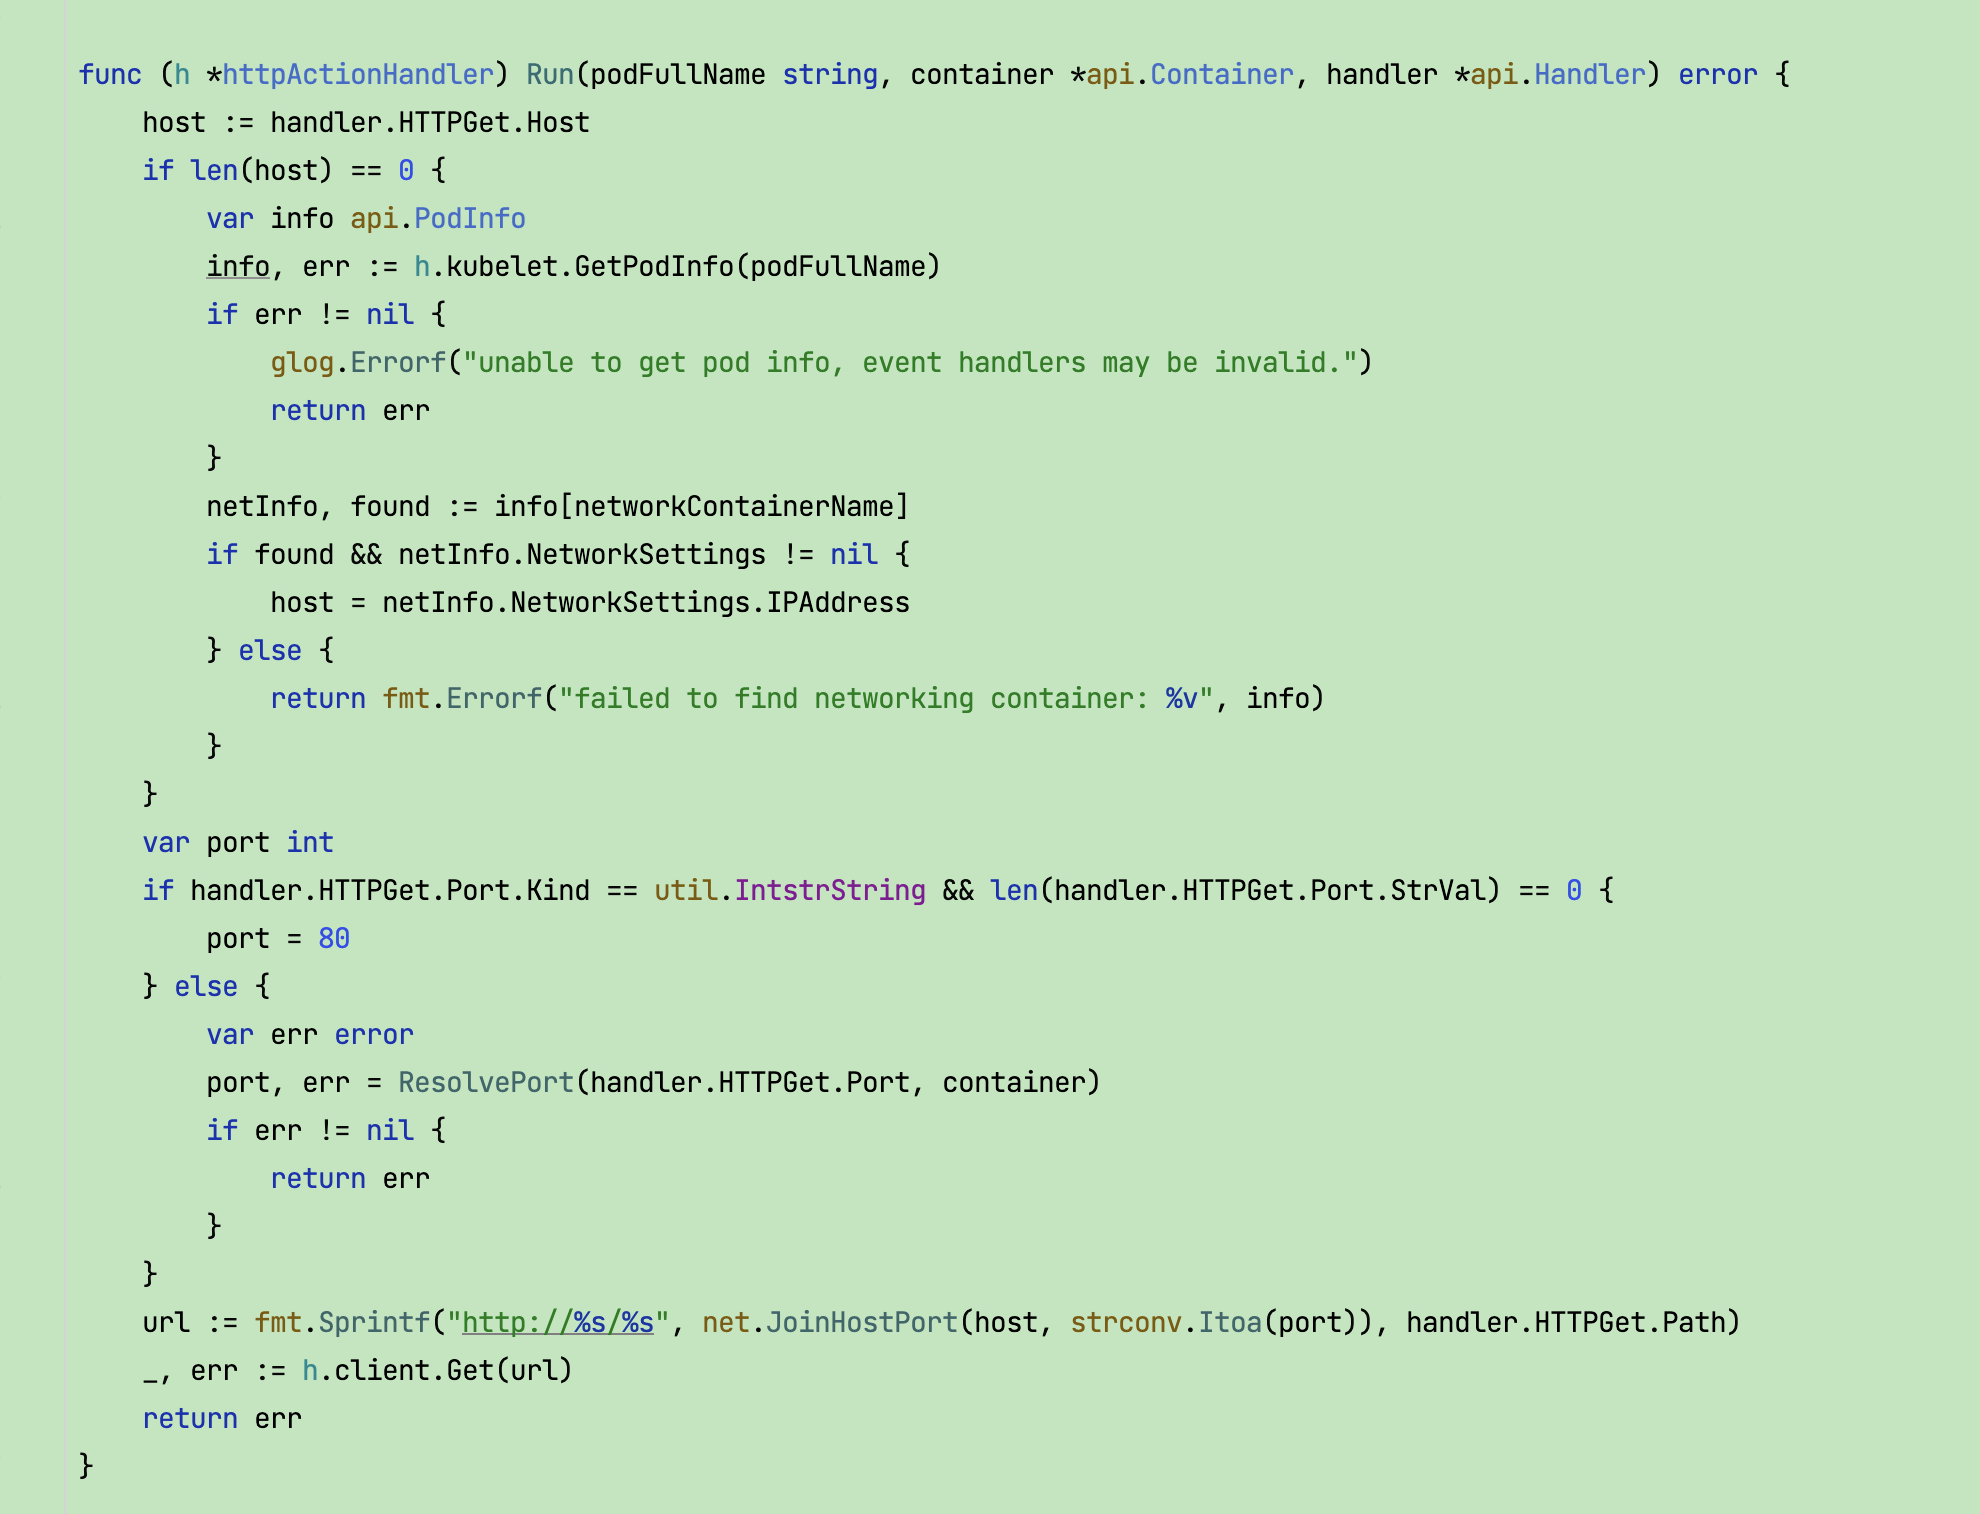 func (h *httpActionHandler) Run(podFullName string, container *api.Container, handler *api.Handler) error {
    host := handler.HTTPGet.Host
    if len(host) == 0 {
        var info api.PodInfo
        info, err := h.kubelet.GetPodInfo(podFullName)
        if err != nil {
            glog.Errorf("unable to get pod info, event handlers may be invalid.")
            return err
        }
        netInfo, found := info[networkContainerName]
        if found && netInfo.NetworkSettings != nil {
            host = netInfo.NetworkSettings.IPAddress
        } else {
            return fmt.Errorf("failed to find networking container: %v", info)
        }
    }
    var port int
    if handler.HTTPGet.Port.Kind == util.IntstrString && len(handler.HTTPGet.Port.StrVal) == 0 {
        port = 80
    } else {
        var err error
        port, err = ResolvePort(handler.HTTPGet.Port, container)
        if err != nil {
            return err
        }
    }
    url := fmt.Sprintf("http://%s/%s", net.JoinHostPort(host, strconv.Itoa(port)), handler.HTTPGet.Path)
    _, err := h.client.Get(url)
    return err
}